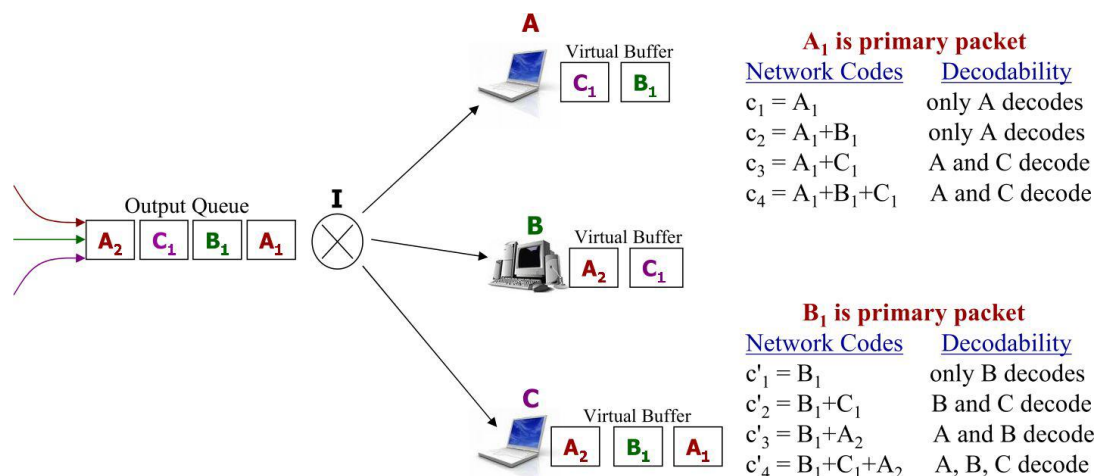 A
Virtual Buffer
C₁ B₁
A₁ is primary packet
Network Codes Decodability
c₁ = A₁ only A decodes
c₂ = A₁+B₁ only A decodes
c₃ = A₁+C₁ A and C decode
c₄ = A₁+B₁+C₁ A and C decode
Output Queue
I
A₂ C₁ B₁ A₁
B
Virtual Buffer
A₂ C₁
B₁ is primary packet
Network Codes Decodability
c'₁ = B₁ only B decodes
c'₂ = B₁+C₁ B and C decode
c'₃ = B₁+A₂ A and B decode
c'₄ = B₁+C₁+A₂ A, B, C decode
C
Virtual Buffer
A₂ B₁ A₁